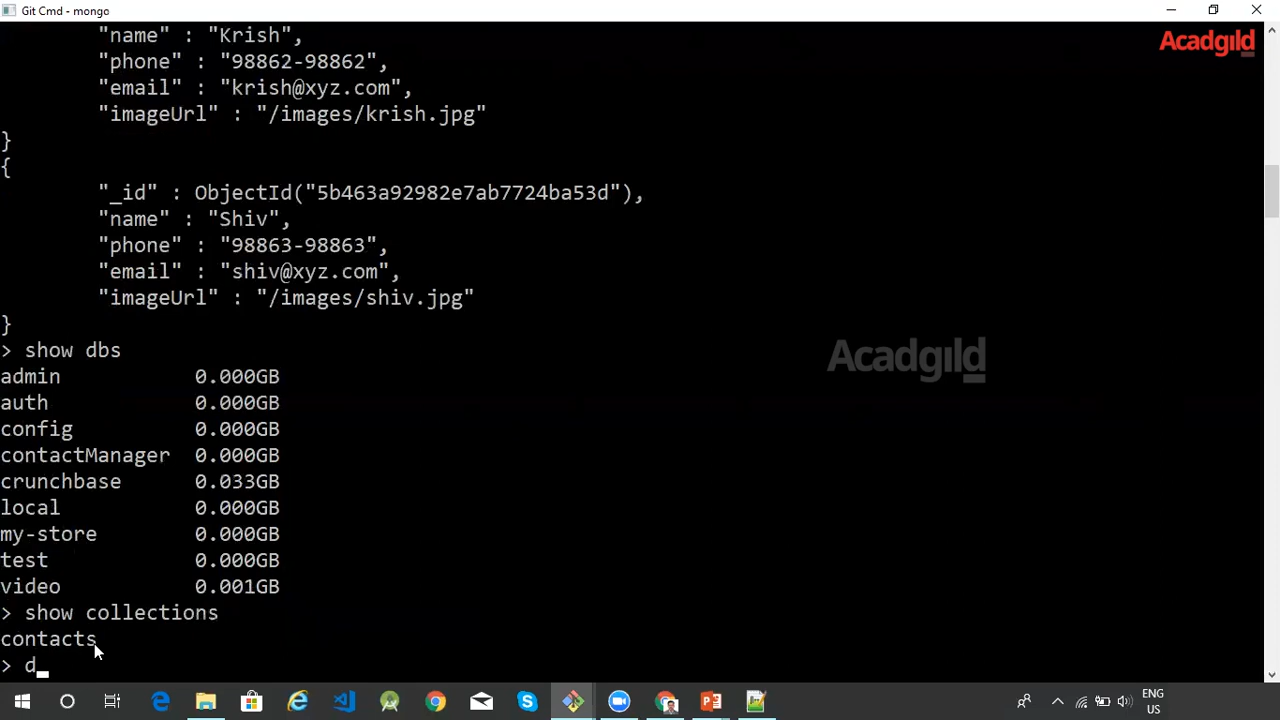 Git Cmd - mongo
Acadgıld
"name" : "Krish",
"phone" : "98862-98862",
"email" : "krish@xyz.com",
"imageUrl" : "/images/krish.jpg"
}
{
"_id" : ObjectId("5b463a92982e7ab7724ba53d"),
"name" : "Shiv",
"phone" : "98863-98863",
"email" : "shiv@xyz.com",
"imageUrl" : "/images/shiv.jpg"
}
> show dbs
Acadgıld
admin 0.000GB
auth 0.000GB
config 0.000GB
contactManager 0.000GB
crunchbase 0.033GB
local 0.000GB
my-store 0.000GB
test 0.000GB
video 0.001GB
> show collections
contacts
> d
ENG
US